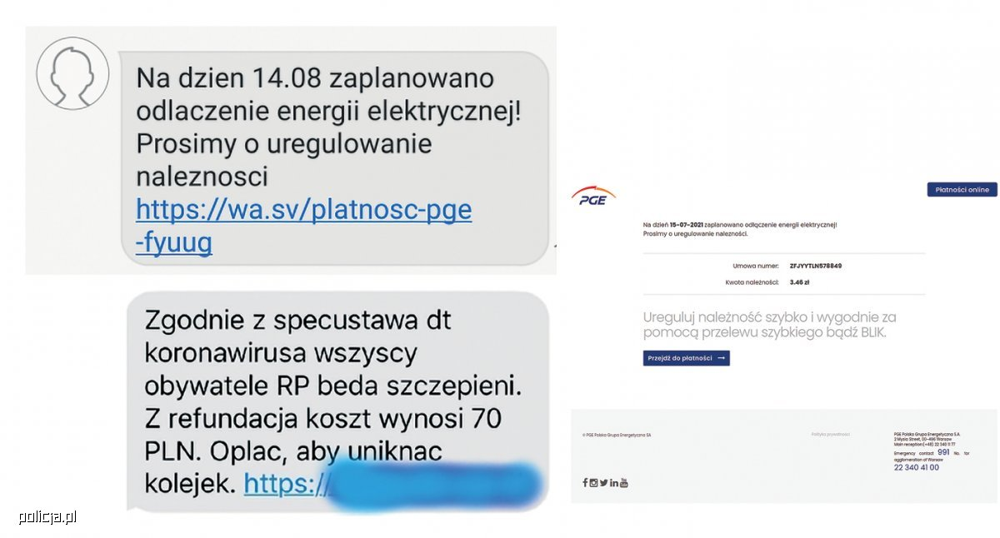 Na dzien 14.08 zaplanowano
odlaczenie energii elektrycznej!
Prosimy o uregulowanie
naleznosci
https://wa.sv/platnosc-pge
-fyuug
Zgodnie z specustawa dt
koronawirusa wszyscy
obywatele RP beda szczepieni.
Z refundacja koszt wynosi 70
PLN. Oplac, aby uniknac
kolejek. https://
policja.pl
PGE
Płatności online
Na dzień 15-07-2021 zaplanowano odłączenie energii elektrycznej!
Prosimy o uregulowanie należności.
Umowa numer: ZFJYYTLN578849
Kwota należności: 3.46 zł
Ureguluj należność szybko i wygodnie za
pomocą przelewu szybkiego bądź BLIK.
Przejdź do płatności →
© PGE Polska Grupa Energetyczna SA
Polityka prywatności
PGE Polska Grupa Energetyczna S.A.
2 Mysia Street, 00-496 Warsaw
Main reception:(+48) 22 340 11 77
Emergency contact 991 No. for
agglomeration of Warsaw
22 340 41 00